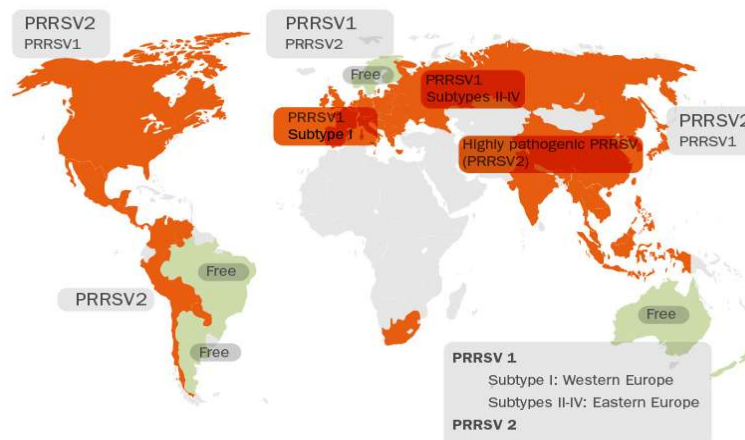 PRRSV2
PRRSV1
PRRSV1
PRRSV2
Free
PRRSV1
Subtypes II-IV
PRRSV1
Subtype I
Highly pathogenic PRRSV
(PRRSV2)
PRRSV2
PRRSV1
Free
PRRSV2
Free
Free
PRRSV 1
Subtype I: Western Europe
Subtypes II-IV: Eastern Europe
PRRSV 2